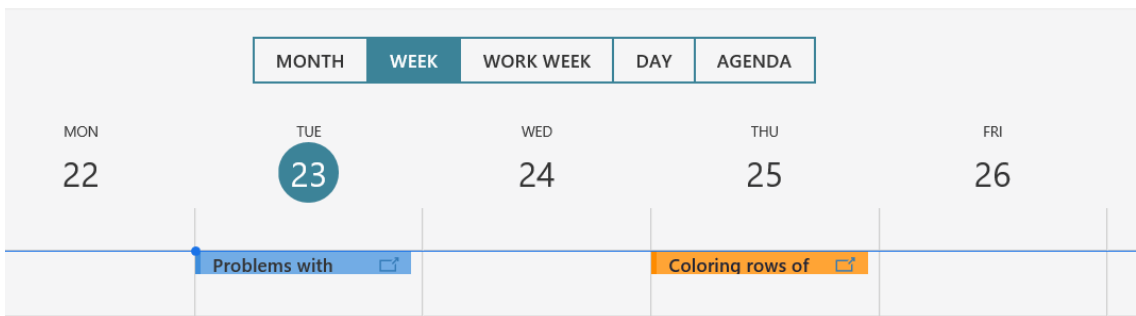 MONTH WEEK WORK WEEK DAY AGENDA
MON TUE WED THU FRI
22 23 24 25 26
Problems with Coloring rows of